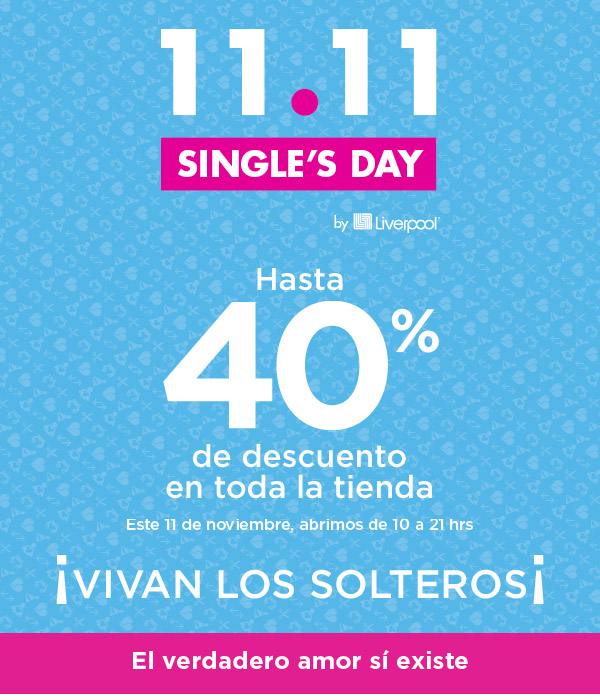 11.11
SINGLE'S DAY
by Liverpool
Hasta
40%
de descuento
en toda la tienda
Este 11 de noviembre, abrimos de 10 a 21 hrs
¡VIVAN LOS SOLTEROS¡
El verdadero amor sí existe